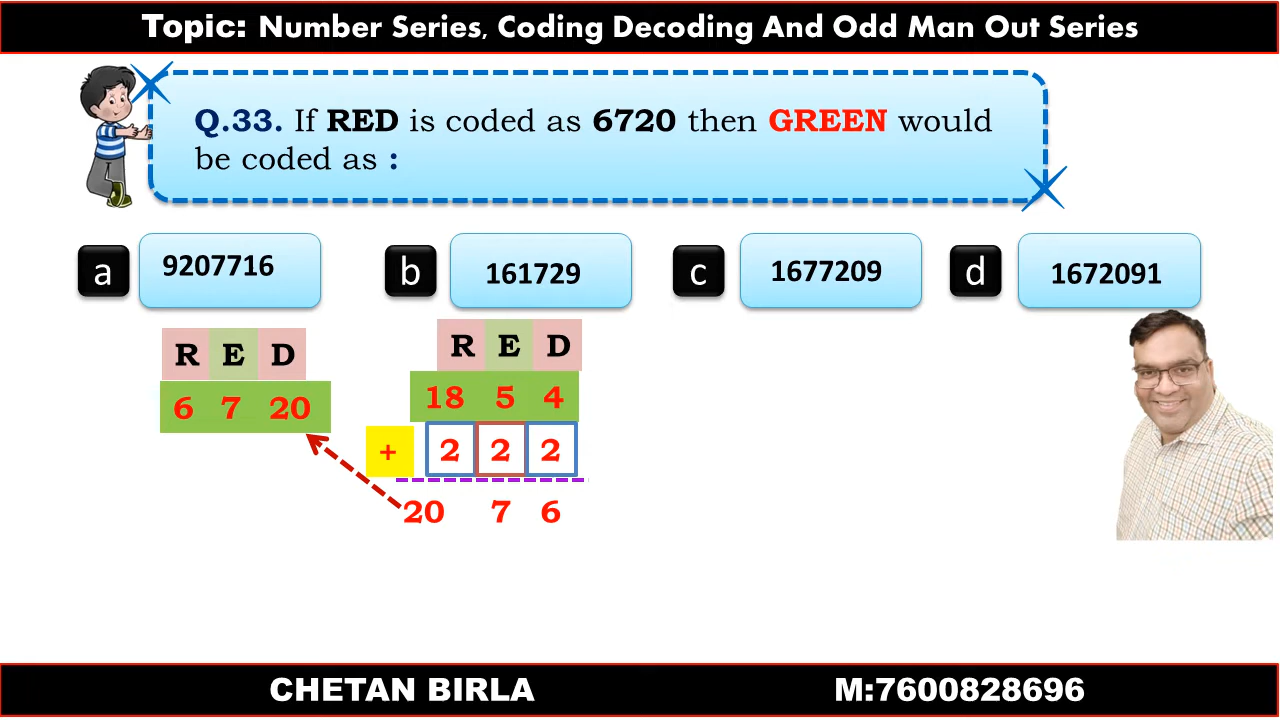 Topic: Number Series, Coding Decoding And Odd Man Out Series
Q.33. If RED is coded as 6720 then GREEN would
be coded as :
a 9207716 b 161729 c 1677209 d 1672091
R E D
6 7 20
R E D
18 5 4
+ 2 2 2
20 7 6
CHETAN BIRLA M:7600828696